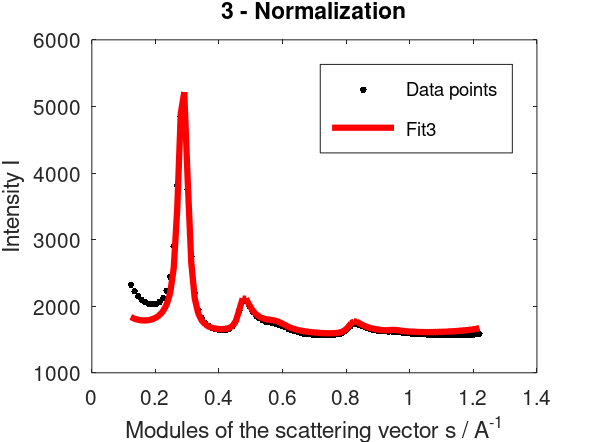 3 - Normalization
6000
5000
4000
3000
2000
1000
Intensity I
Data points
Fit3
0 0.2 0.4 0.6 0.8 1 1.2 1.4
Modules of the scattering vector s / A⁻¹